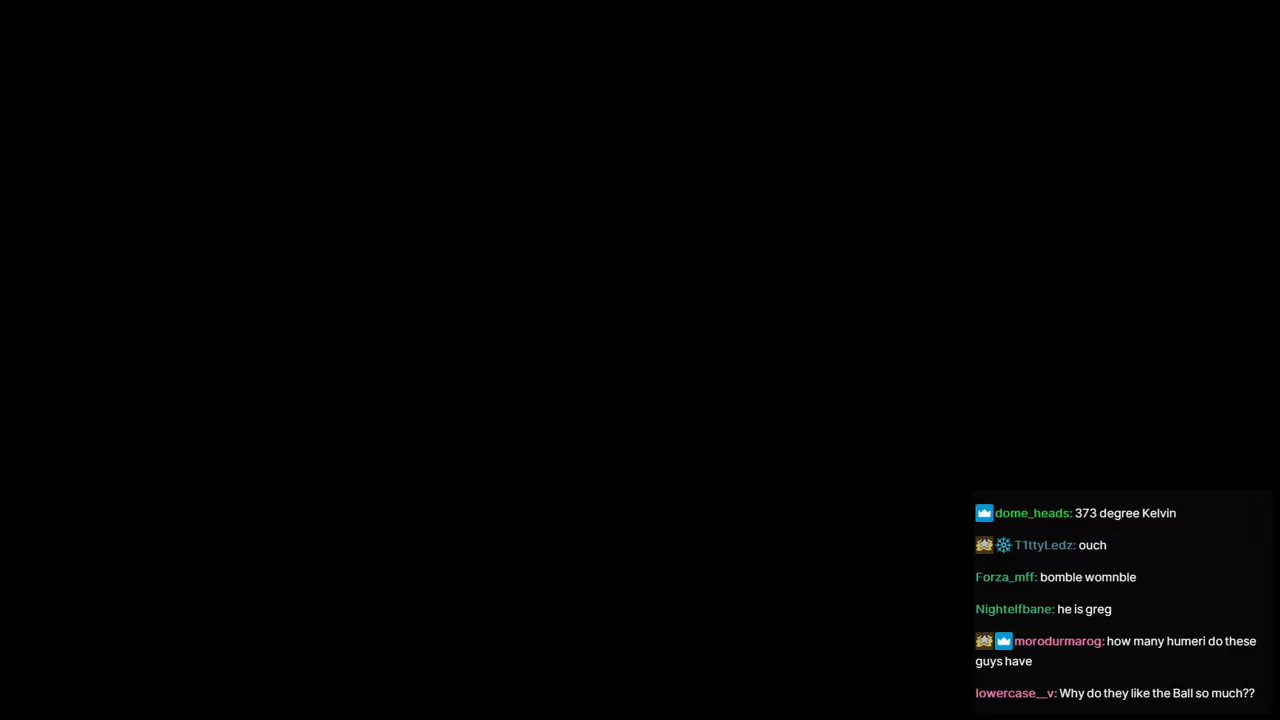 dome_heads: 373 degree Kelvin
T1ttyLedz: ouch
Forza_mff: bomble womnble
Nightelfbane: he is greg
morodurmarog: how many humeri do these
guys have
lowercase__v: Why do they like the Ball so much??